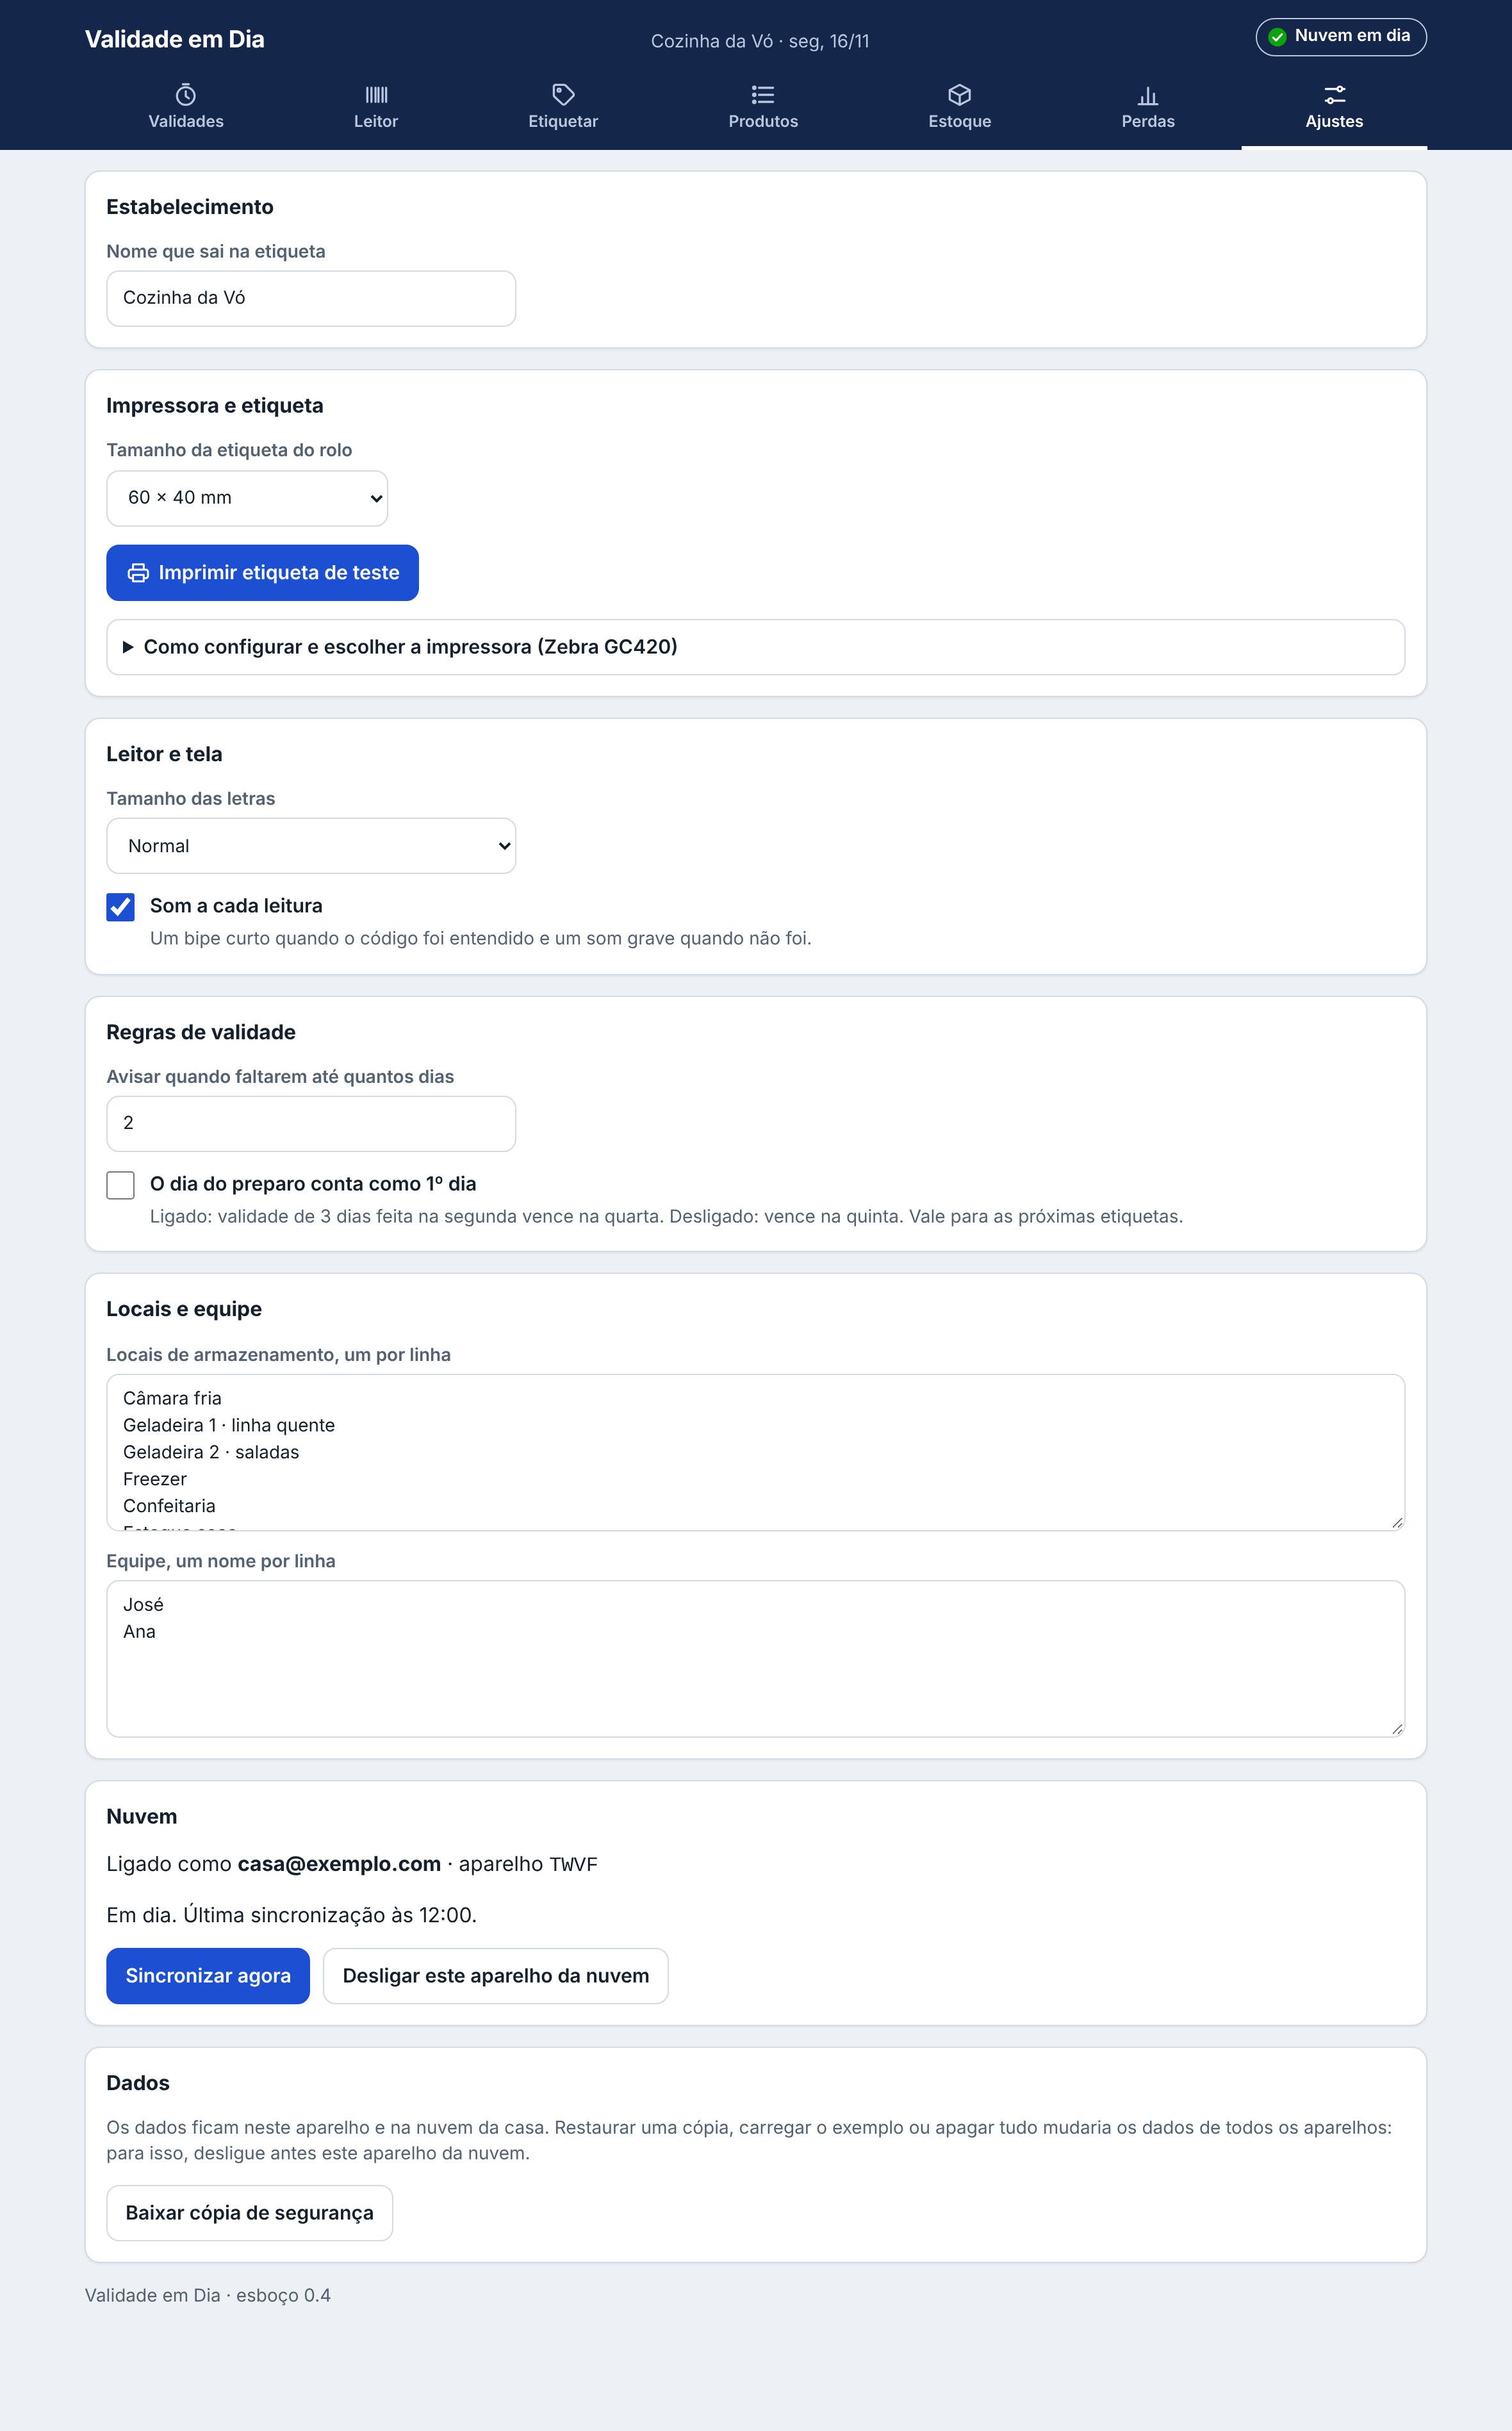 Validade em Dia
Cozinha da Vó · seg, 16/11
Nuvem em dia
Validades
Leitor
Etiquetar
Produtos
Estoque
Perdas
Ajustes
Estabelecimento
Nome que sai na etiqueta
Cozinha da Vó
Impressora e etiqueta
Tamanho da etiqueta do rolo
60 × 40 mm
Imprimir etiqueta de teste
Como configurar e escolher a impressora (Zebra GC420)
Leitor e tela
Tamanho das letras
Normal
Som a cada leitura
Um bipe curto quando o código foi entendido e um som grave quando não foi.
Regras de validade
Avisar quando faltarem até quantos dias
2
O dia do preparo conta como 1º dia
Ligado: validade de 3 dias feita na segunda vence na quarta. Desligado: vence na quinta. Vale para as próximas etiquetas.
Locais e equipe
Locais de armazenamento, um por linha
Câmara fria
Geladeira 1 · linha quente
Geladeira 2 · saladas
Freezer
Confeitaria
Equipe, um nome por linha
José
Ana
Nuvem
Ligado como casa@exemplo.com · aparelho TWVF
Em dia. Última sincronização às 12:00.
Sincronizar agora
Desligar este aparelho da nuvem
Dados
Os dados ficam neste aparelho e na nuvem da casa. Restaurar uma cópia, carregar o exemplo ou apagar tudo mudaria os dados de todos os aparelhos:
para isso, desligue antes este aparelho da nuvem.
Baixar cópia de segurança
Validade em Dia · esboço 0.4